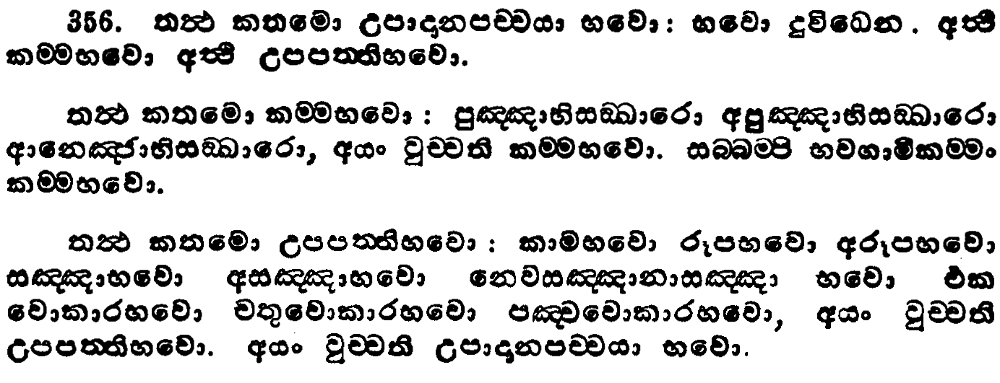 356. තත්‍ථ කතමො උපාදානපච්චයා භවො: භවො දුවිධෙන. අත්‍ථි
කම්මභවො අත්‍ථි උපපත්තිභවො.
තත්‍ථ කතමො කම්මභවො: පුඤ්ඤාභිසඞ්ඛාරො අපුඤ්ඤාභිසඞ්ඛාරො
ආනෙඤ්ජාභිසඞ්ඛාරො, අයං වුච්චති කම්මභවො. සබ්බම්පි භවගාමිකම්මං
කම්මභවො.
තත්‍ථ කතමො උපපත්තිභවො: කාමභවො රූපභවො අරූපභවො
සඤ්ඤාභවො අසඤ්ඤාභවො නෙවසඤ්ඤානාසඤ්ඤා භවො එක
වොකාරභවො චතුවොකාරභවො පඤ්චවොකාරභවො, අයං වුච්චති
උපපත්තිභවො. අයං වුච්චති උපාදානපච්චයා භවො.